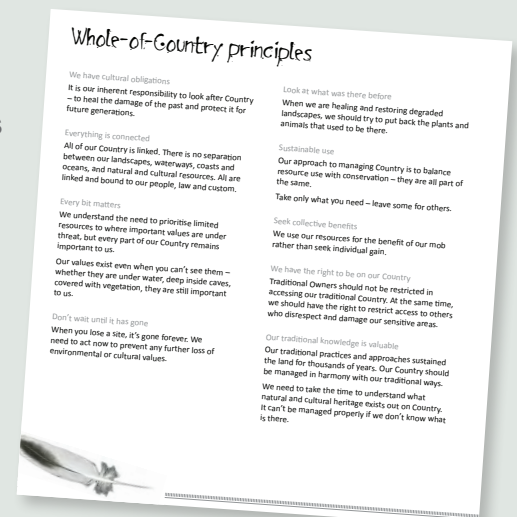 Whole-of-Country principles
We have cultural obligations
It is our inherent responsibility to look after Country
– to heal the damage of the past and protect it for
future generations.
Everything is connected
All of our Country is linked. There is no separation
between our landscapes, waterways, coasts and
oceans, and natural and cultural resources. All are
linked and bound to our people, law and custom.
Every bit matters
We understand the need to prioritise limited
resources to where important values are under
threat, but every part of our Country remains
important to us.
Our values exist even when you can't see them –
whether they are under water, deep inside caves,
covered with vegetation, they are still important
to us.
Don't wait until it has gone
When you lose a site, it's gone forever. We
need to act now to prevent any further loss of
environmental or cultural values.
Look at what was there before
When we are healing and restoring degraded
landscapes, we should try to put back the plants and
animals that used to be there.
Sustainable use
Our approach to managing Country is to balance
resource use with conservation – they are all part of
the same.
Take only what you need – leave some for others.
Seek collective benefits
We use our resources for the benefit of our mob
rather than seek individual gain.
We have the right to be on our Country
Traditional Owners should not be restricted in
accessing our traditional Country. At the same time,
we should have the right to restrict access to others
who disrespect and damage our sensitive areas.
Our traditional knowledge is valuable
Our traditional practices and approaches sustained
the land for thousands of years. Our Country should
be managed in harmony with our traditional ways.
We need to take the time to understand what
natural and cultural heritage exists out on Country.
It can't be managed properly if we don't know what
is there.